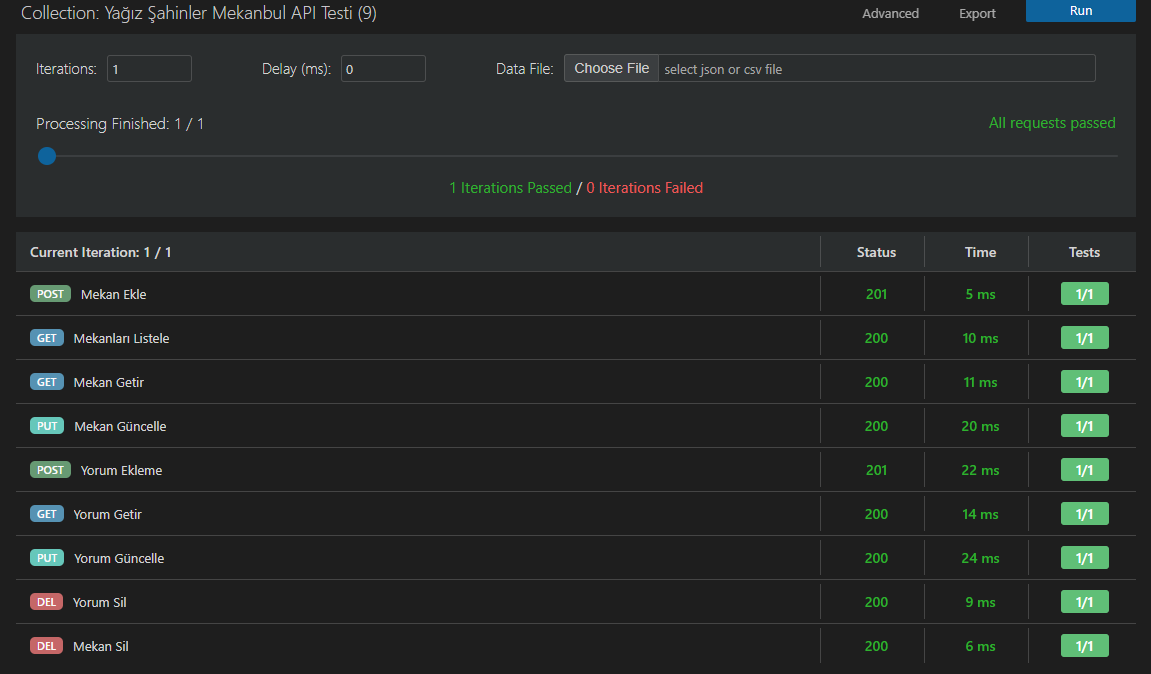 Collection: Yağız Şahinler Mekanbul API Testi (9) Advanced Export Run
Iterations: 1 Delay (ms): 0 Data File: Choose File select json or csv file
Processing Finished: 1 / 1 All requests passed
1 Iterations Passed / 0 Iterations Failed
Current Iteration: 1 / 1 Status Time Tests
POST Mekan Ekle 201 5 ms 1/1
GET Mekanları Listele 200 10 ms 1/1
GET Mekan Getir 200 11 ms 1/1
PUT Mekan Güncelle 200 20 ms 1/1
POST Yorum Ekleme 201 22 ms 1/1
GET Yorum Getir 200 14 ms 1/1
PUT Yorum Güncelle 200 24 ms 1/1
DEL Yorum Sil 200 9 ms 1/1
DEL Mekan Sil 200 6 ms 1/1